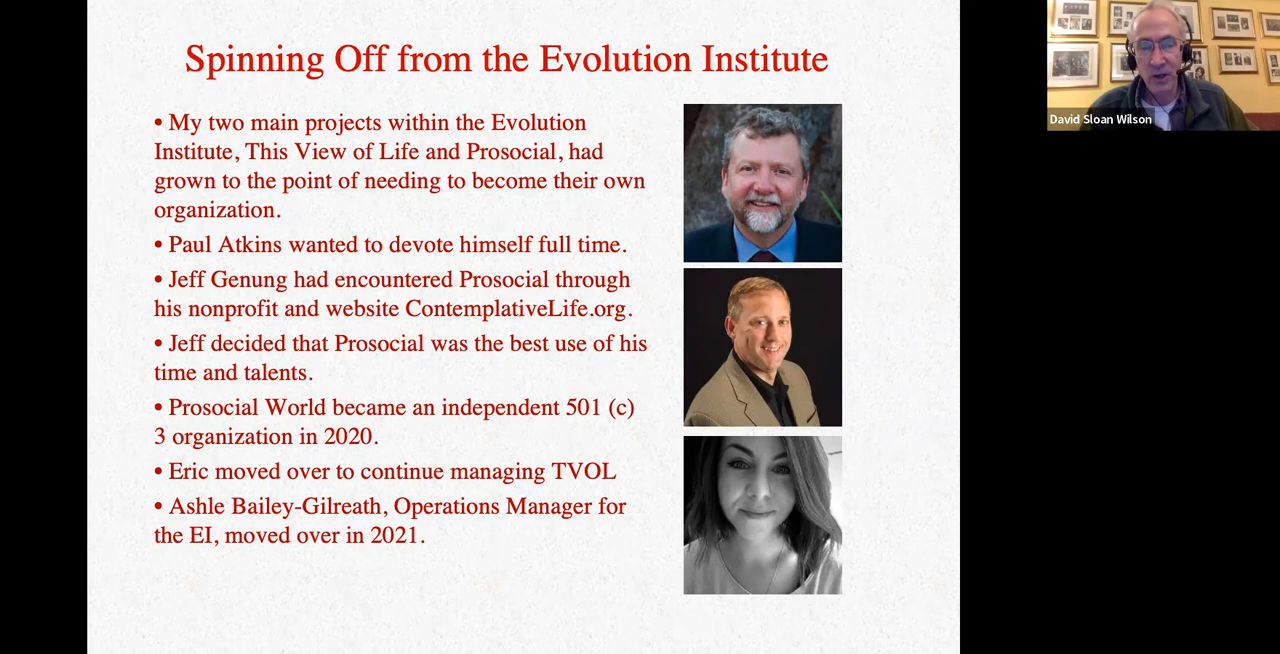 Spinning Off from the Evolution Institute
• My two main projects within the Evolution
Institute, This View of Life and Prosocial, had
grown to the point of needing to become their own
organization.
• Paul Atkins wanted to devote himself full time.
• Jeff Genung had encountered Prosocial through
his nonprofit and website ContemplativeLife.org.
• Jeff decided that Prosocial was the best use of his
time and talents.
• Prosocial World became an independent 501 (c)
3 organization in 2020.
• Eric moved over to continue managing TVOL
• Ashle Bailey-Gilreath, Operations Manager for
the EI, moved over in 2021.
David Sloan Wilson